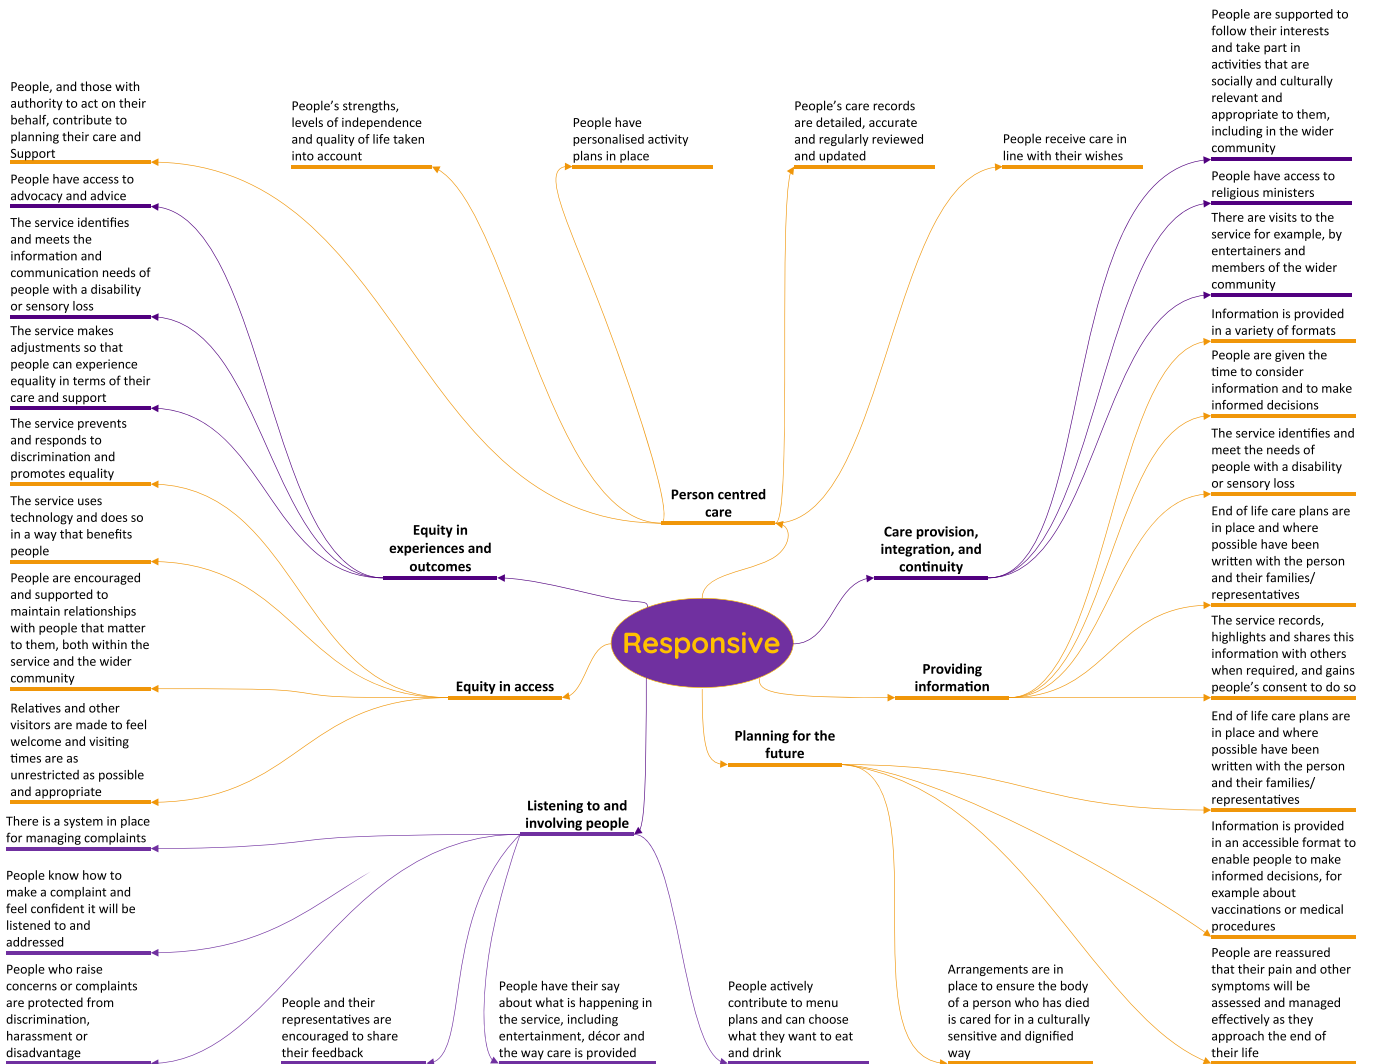 People are supported to
follow their interests
and take part in
activities that are
socially and culturally
relevant and
appropriate to them,
including in the wider
community
People, and those with
authority to act on their
behalf, contribute to
planning their care and
Support
People's strengths,
levels of independence
and quality of life taken
into account
People have
personalised activity
plans in place
People's care records
are detailed, accurate
and regularly reviewed
and updated
People receive care in
line with their wishes
People have access to
advocacy and advice
The service identifies
and meets the
information and
communication needs of
people with a disability
or sensory loss
The service makes
adjustments so that
people can experience
equality in terms of their
care and support
The service prevents
and responds to
discrimination and
promotes equality
The service uses
technology and does so
in a way that benefits
people
People are encouraged
and supported to
maintain relationships
with people that matter
to them, both within the
service and the wider
community
Relatives and other
visitors are made to feel
welcome and visiting
times are as
unrestricted as possible
and appropriate
There is a system in place
for managing complaints
People know how to
make a complaint and
feel confident it will be
listened to and
addressed
People who raise
concerns or complaints
are protected from
discrimination,
harassment or
disadvantage
Person centred
care
Equity in
experiences and
outcomes
Care provision,
integration, and
continuity
Responsive
Equity in access
Providing
information
Planning for the
future
Listening to and
involving people
People and their
representatives are
encouraged to share
their feedback
People have their say
about what is happening in
the service, including
entertainment, décor and
the way care is provided
People actively
contribute to menu
plans and can choose
what they want to eat
and drink
Arrangements are in
place to ensure the body
of a person who has died
is cared for in a culturally
sensitive and dignified
way
People have access to
religious ministers
There are visits to the
service for example, by
entertainers and
members of the wider
community
Information is provided
in a variety of formats
People are given the
time to consider
information and to make
informed decisions
The service identifies and
meet the needs of
people with a disability
or sensory loss
End of life care plans are
in place and where
possible have been
written with the person
and their families/
representatives
The service records,
highlights and shares this
information with others
when required, and gains
people's consent to do so
End of life care plans are
in place and where
possible have been
written with the person
and their families/
representatives
Information is provided
in an accessible format to
enable people to make
informed decisions, for
example about
vaccinations or medical
procedures
People are reassured
that their pain and other
symptoms will be
assessed and managed
effectively as they
approach the end of
their life